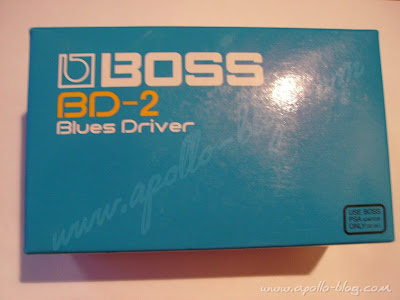 BOSS
BD-2
Blues Driver
www.apollo-blog.com
USE BOSS
PSA-
ONLY
www.apollo-blog.com